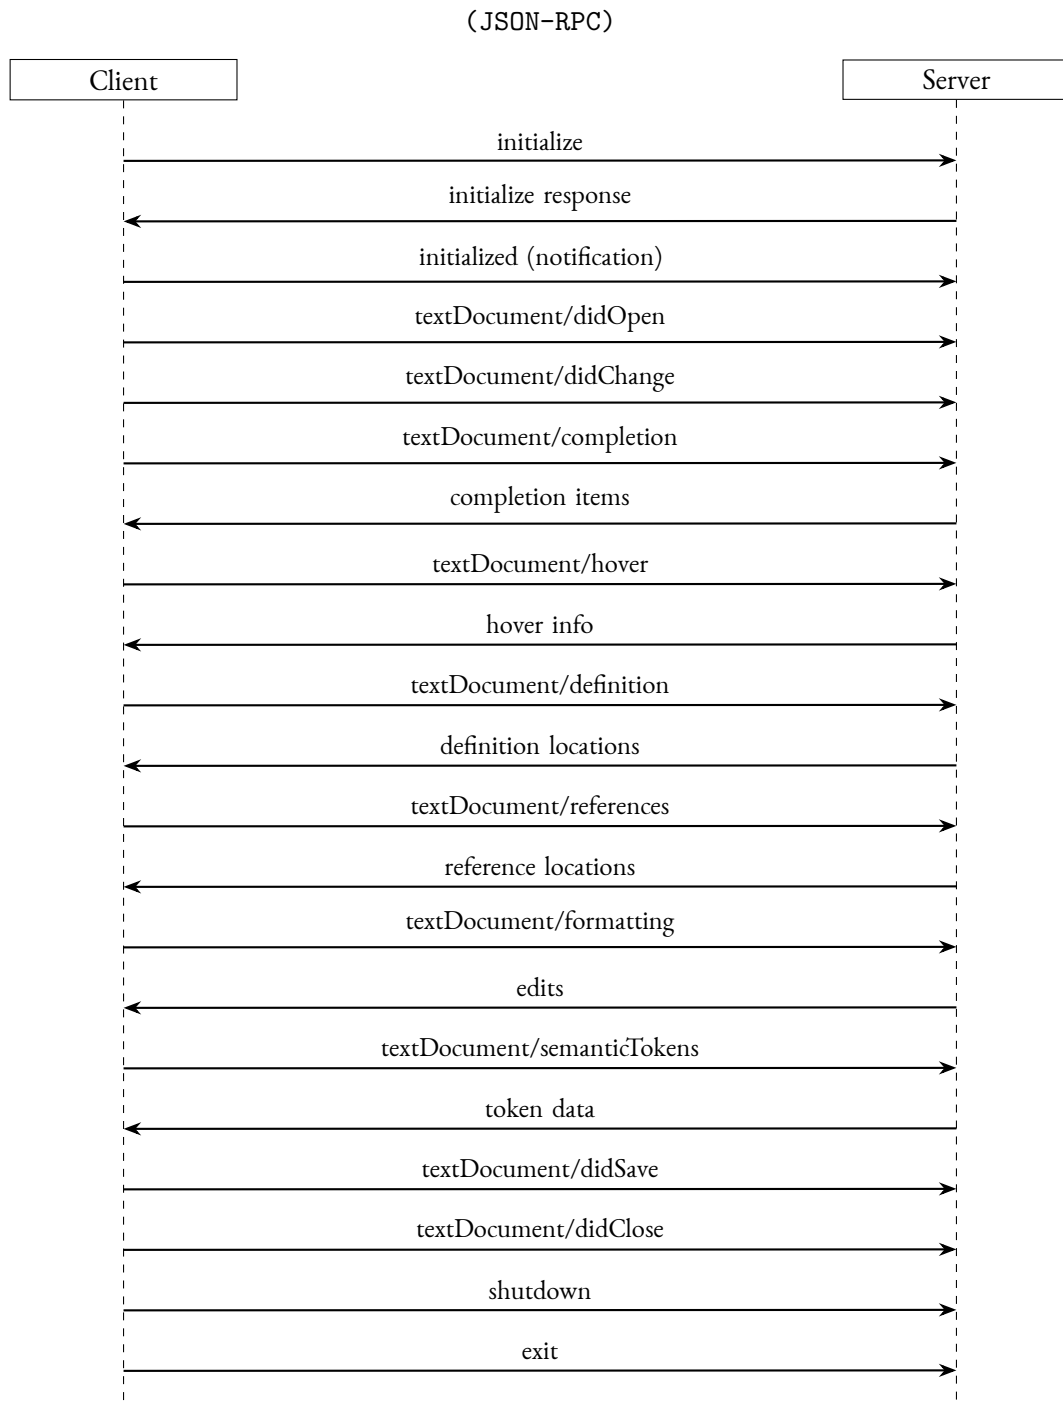 (JSON-RPC)
Client Server
initialize
initialize response
initialized (notification)
textDocument/didOpen
textDocument/didChange
textDocument/completion
completion items
textDocument/hover
hover info
textDocument/definition
definition locations
textDocument/references
reference locations
textDocument/formatting
edits
textDocument/semanticTokens
token data
textDocument/didSave
textDocument/didClose
shutdown
exit